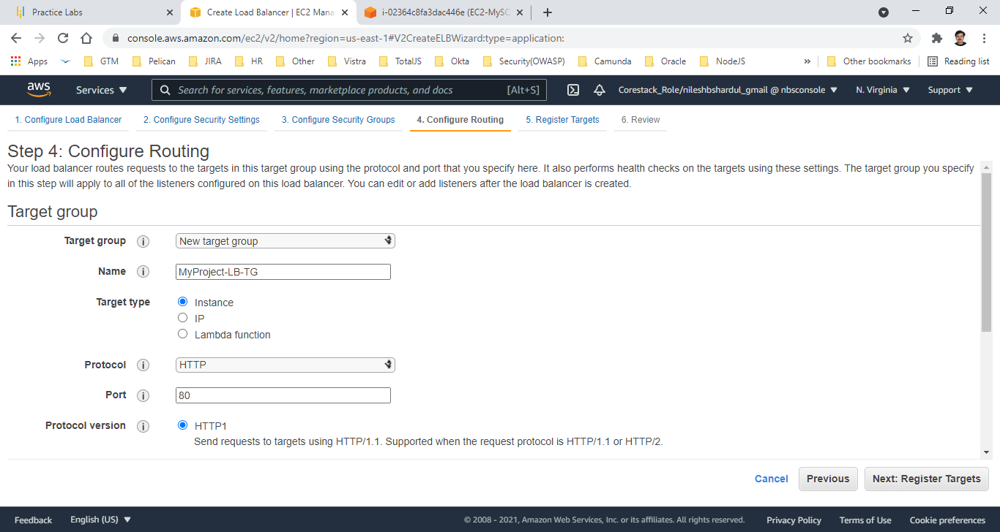 Practice Labs
Create Load Balancer | EC2 Mana
i-02364c8fa3dac446e (EC2-MySC
console.aws.amazon.com/ec2/v2/home?region=us-east-1#V2CreateELBWizard:type=application:
Apps GTM Pelican JIRA HR Other Vistra TotalJS Okta Security(OWASP) Camunda Oracle NodeJS » Other bookmarks Reading list
aws Services Search for services, features, marketplace products, and docs [Alt+S] Corestack_Role/nileshbshardul_gmail @ nbsconsole N. Virginia Support
1. Configure Load Balancer 2. Configure Security Settings 3. Configure Security Groups 4. Configure Routing 5. Register Targets 6. Review
Step 4: Configure Routing
Your load balancer routes requests to the targets in this target group using the protocol and port that you specify here. It also performs health checks on the targets using these settings. The target group you specify
in this step will apply to all of the listeners configured on this load balancer. You can edit or add listeners after the load balancer is created.
Target group
Target group i New target group
Name i MyProject-LB-TG
Target type Instance
IP
Lambda function
Protocol i HTTP
Port i 80
Protocol version i HTTP1
Send requests to targets using HTTP/1.1. Supported when the request protocol is HTTP/1.1 or HTTP/2.
Cancel Previous Next: Register Targets
Feedback English (US) © 2008 - 2021, Amazon Web Services, Inc. or its affiliates. All rights reserved. Privacy Policy Terms of Use Cookie preferences